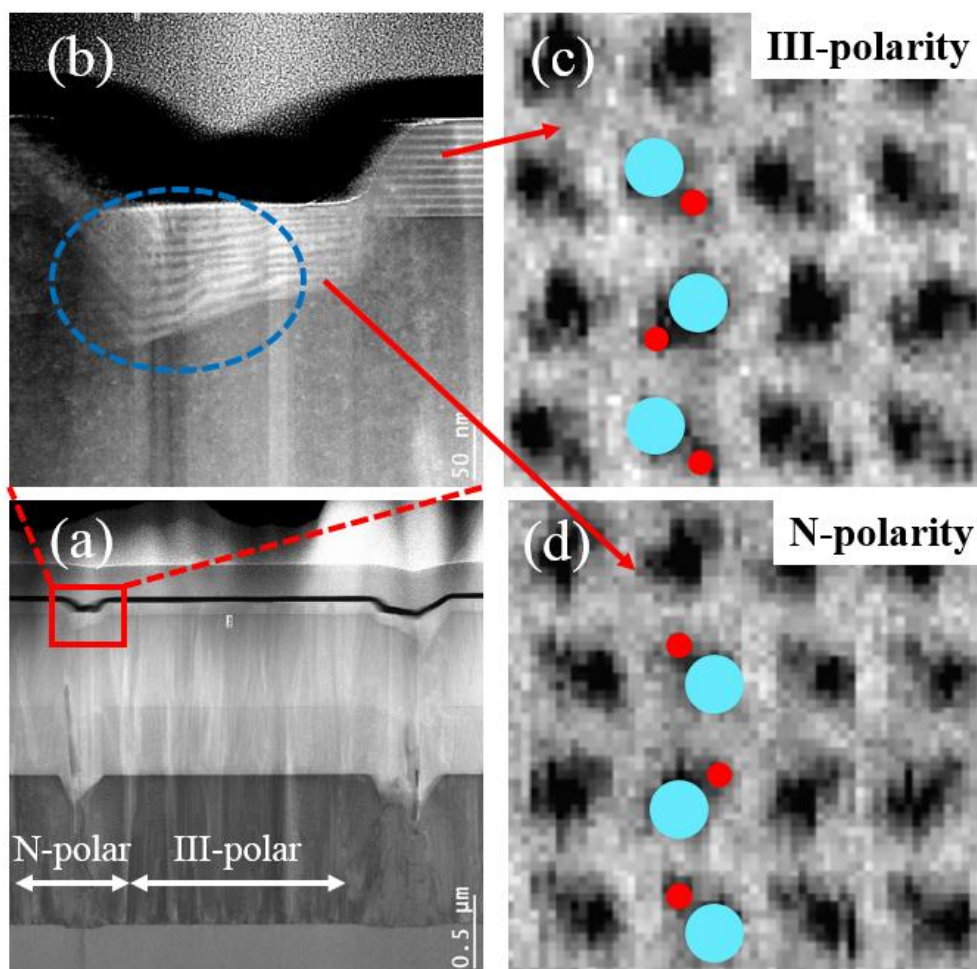 (b)
50 nm
(c)
III-polarity
(a)
N-polar
III-polar
0.5 μm
(d)
N-polarity